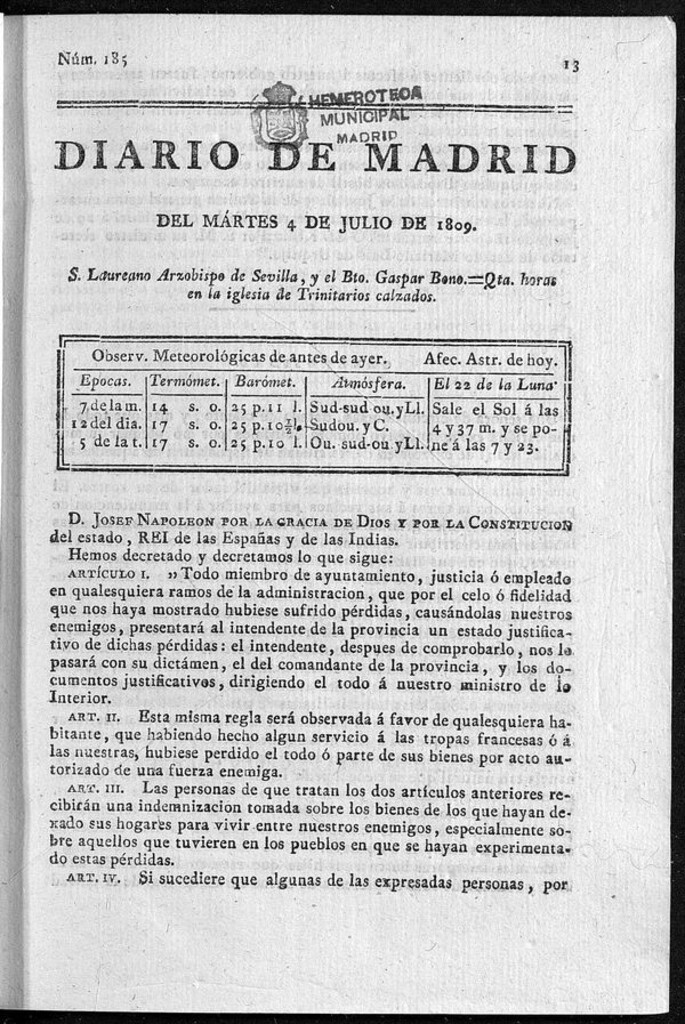 Núm. 185
13
HEMEROTECA
MUNICIPAL
MADRID
DIARIO DE MADRID
DEL MÁRTES 4 DE JULIO DE 1809.
S. Laureano Arzobispo de Sevilla, y el Bto. Gaspar Bono.=Qta. horas
en la iglesia de Trinitarios calzados.
Observ. Meteorológicas de antes de ayer. Afec. Astr. de hoy.
Epocas. Termómet. Barómet. Atmósfera. El 22 de la Luna
7 de la m. 14 s. o. 25 p. 11 l. Sud-sud ou. y Ll. Sale el Sol á las
12 del dia. 17 s. o. 25 p. 10½ l. Sudou. y C. 4 y 37 m. y se po-
5 de la t. 17 s. o. 25 p. 10 l. Ou. sud-ou y Ll. ne á las 7 y 23.
D. JOSEF NAPOLEON POR LA GRACIA DE DIOS Y POR LA CONSTITUCION
del estado, REI de las Españas y de las Indias.
Hemos decretado y decretamos lo que sigue:
ARTÍCULO I. „Todo miembro de ayuntamiento, justicia ó empleado
en qualesquiera ramos de la administracion, que por el celo ó fidelidad
que nos haya mostrado hubiese sufrido pérdidas, causándolas nuestros
enemigos, presentará al intendente de la provincia un estado justifica-
tivo de dichas pérdidas: el intendente, despues de comprobarlo, nos lo
pasará con su dictámen, el del comandante de la provincia, y los do-
cumentos justificativos, dirigiendo el todo á nuestro ministro de lo
Interior.
ART. II. Esta misma regla será observada á favor de qualesquiera ha-
bitante, que habiendo hecho algun servicio á las tropas francesas ó á
las nuestras, hubiese perdido el todo ó parte de sus bienes por acto au-
torizado de una fuerza enemiga.
ART. III. Las personas de que tratan los dos artículos anteriores re-
cibirán una indemnizacion tomada sobre los bienes de los que hayan de-
xado sus hogares para vivir entre nuestros enemigos, especialmente so-
bre aquellos que tuvieren en los pueblos en que se hayan experimenta-
do estas pérdidas.
ART. IV. Si sucediere que algunas de las expresadas personas, por